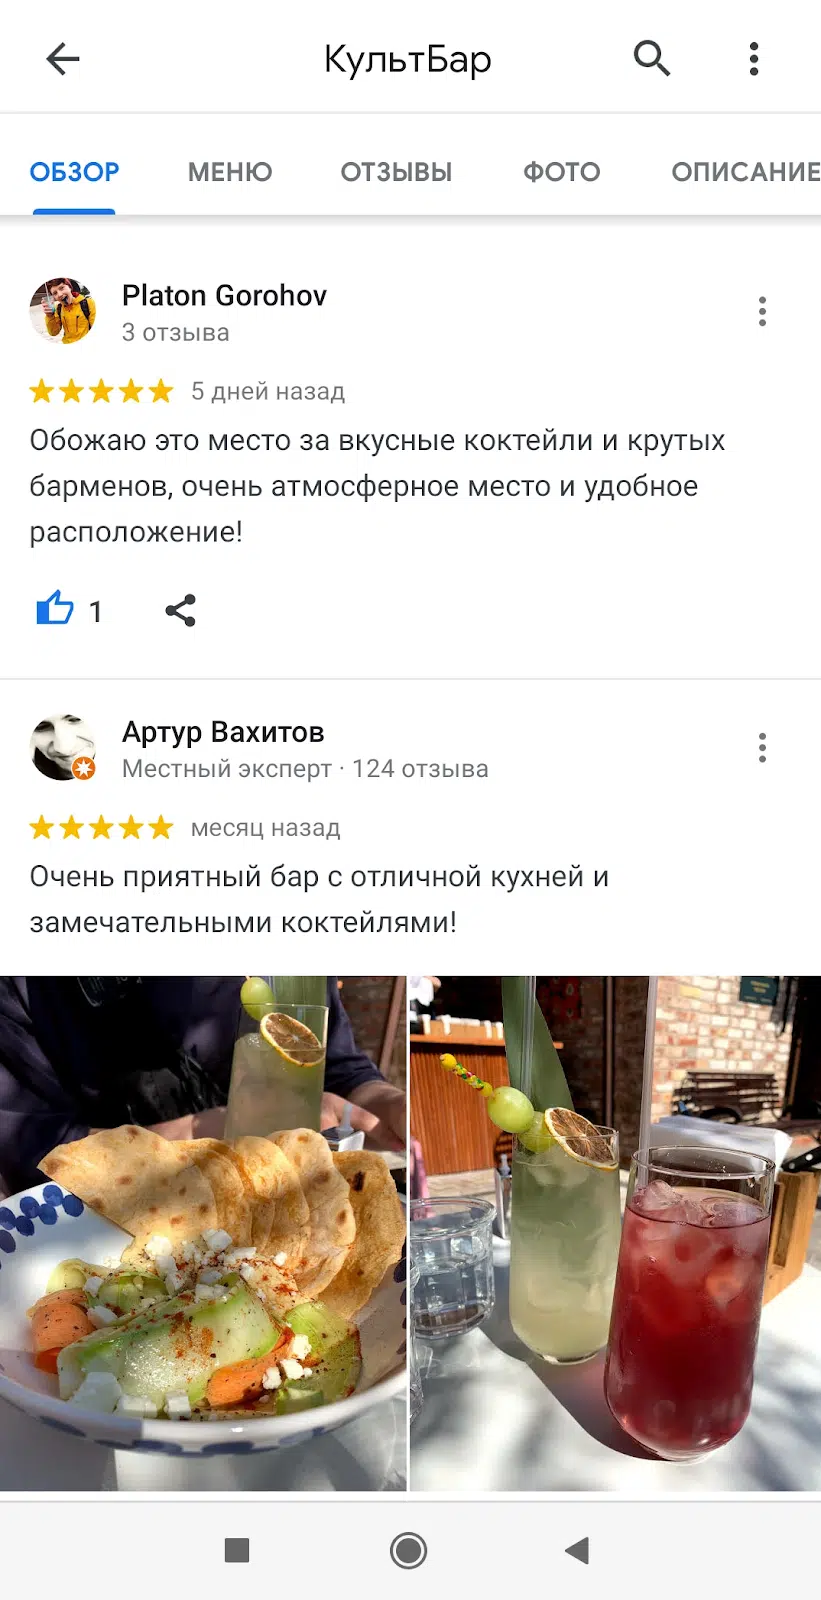 КультБар
ОБЗОР МЕНЮ ОТЗЫВЫ ФОТО ОПИСАНИЕ
Platon Gorohov
3 отзыва
5 дней назад
Обожаю это место за вкусные коктейли и крутых
барменов, очень атмосферное место и удобное
расположение!
1
Артур Вахитов
Местный эксперт · 124 отзыва
месяц назад
Очень приятный бар с отличной кухней и
замечательными коктейлями!